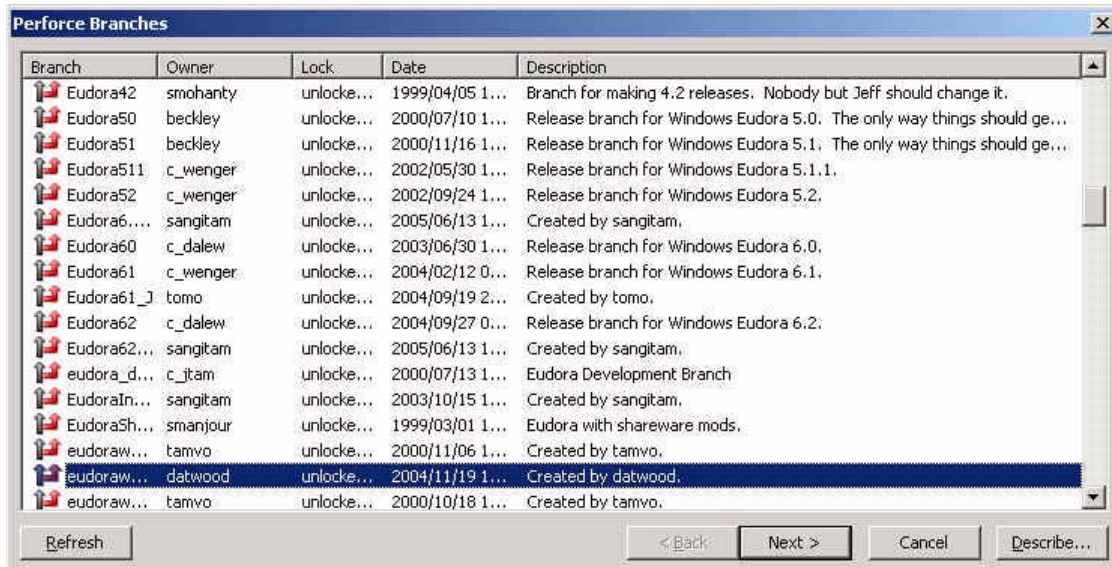 Perforce Branches
Branch Owner Lock Date Description
Eudora42 smohanty unlocke... 1999/04/05 1... Branch for making 4.2 releases. Nobody but Jeff should change it.
Eudora50 beckley unlocke... 2000/07/10 1... Release branch for Windows Eudora 5.0. The only way things should ge...
Eudora51 beckley unlocke... 2000/11/16 1... Release branch for Windows Eudora 5.1. The only way things should ge...
Eudora511 c_wenger unlocke... 2002/05/30 1... Release branch for Windows Eudora 5.1.1.
Eudora52 c_wenger unlocke... 2002/09/24 1... Release branch for Windows Eudora 5.2.
Eudora6.... sangitam unlocke... 2005/06/13 1... Created by sangitam.
Eudora60 c_dalew unlocke... 2003/06/30 1... Release branch for Windows Eudora 6.0.
Eudora61 c_wenger unlocke... 2004/02/12 0... Release branch for Windows Eudora 6.1.
Eudora61_J tomo unlocke... 2004/09/19 2... Created by tomo.
Eudora62 c_dalew unlocke... 2004/09/27 0... Release branch for Windows Eudora 6.2.
Eudora62... sangitam unlocke... 2005/06/13 1... Created by sangitam.
eudora_d... c_jtam unlocke... 2000/07/13 1... Eudora Development Branch
EudoraIn... sangitam unlocke... 2003/10/15 1... Created by sangitam.
EudoraSh... smanjour unlocke... 1999/03/01 1... Eudora with shareware mods.
eudoraw... tamvo unlocke... 2000/11/06 1... Created by tamvo.
eudoraw... datwood unlocke... 2004/11/19 1... Created by datwood.
eudoraw... tamvo unlocke... 2000/10/18 1... Created by tamvo.
Refresh < Back Next > Cancel Describe...